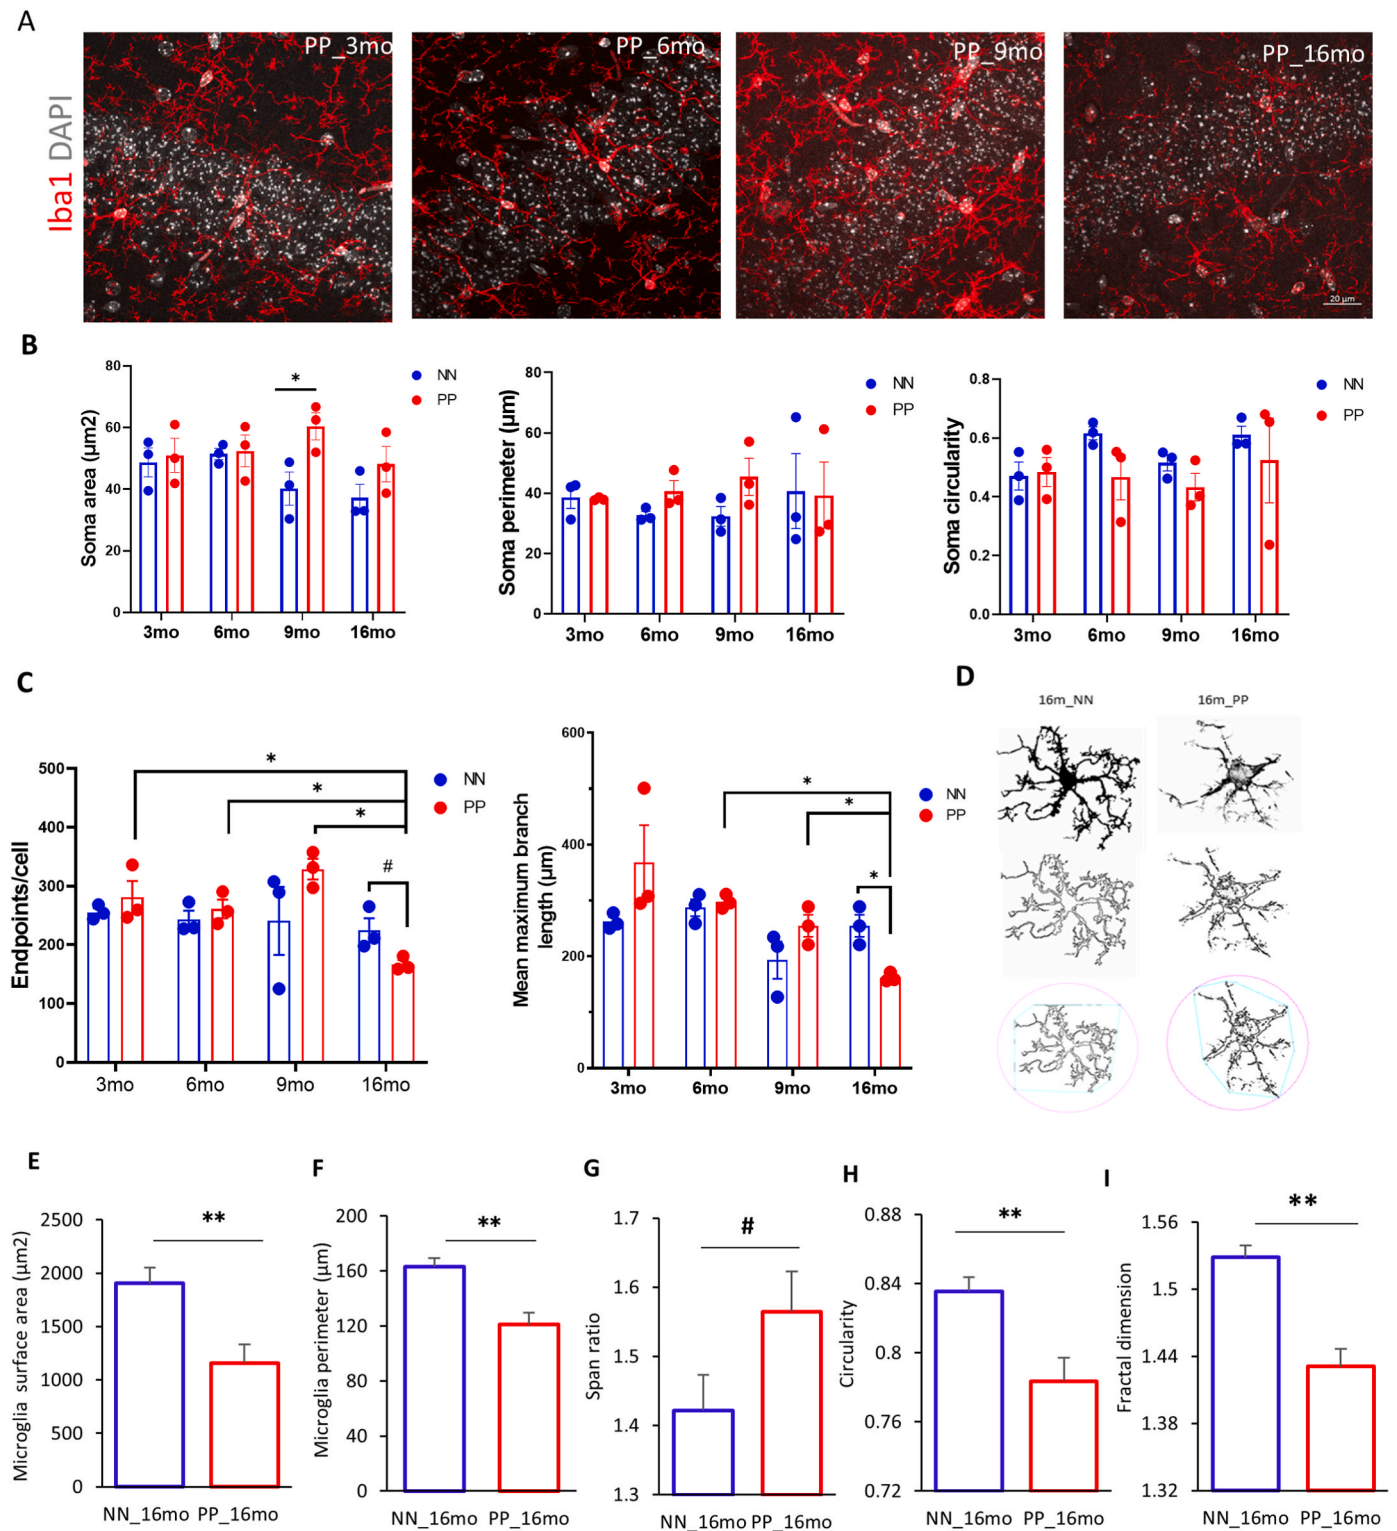 A
PP_3mo
PP_6mo
PP_9mo
PP_16mo
Iba1 DAPI
20 µm
B
Soma area (µm2)
80
60
40
20
0
*
NN
PP
3mo 6mo 9mo 16mo
Soma perimeter (µm)
80
60
40
20
0
NN
PP
3mo 6mo 9mo 16mo
Soma circularity
0.8
0.6
0.4
0.2
0.0
NN
PP
3mo 6mo 9mo 16mo
C
Endpoints/cell
500
400
300
200
100
0
*
*
*
#
NN
PP
3mo 6mo 9mo 16mo
Mean maximum branch
length (µm)
600
400
200
0
*
*
*
NN
PP
3mo 6mo 9mo 16mo
D
16m_NN
16m_PP
E
Microglia surface area (µm2)
2500
2000
1500
1000
500
0
**
NN_16mo PP_16mo
F
Microglia perimeter (µm)
200
160
120
80
40
0
**
NN_16mo PP_16mo
G
Span ratio
1.7
1.6
1.5
1.4
1.3
#
NN_16mo PP_16mo
H
Circularity
0.88
0.84
0.8
0.76
0.72
**
NN_16mo PP_16mo
I
Fractal dimension
1.56
1.5
1.44
1.38
1.32
**
NN_16mo PP_16mo